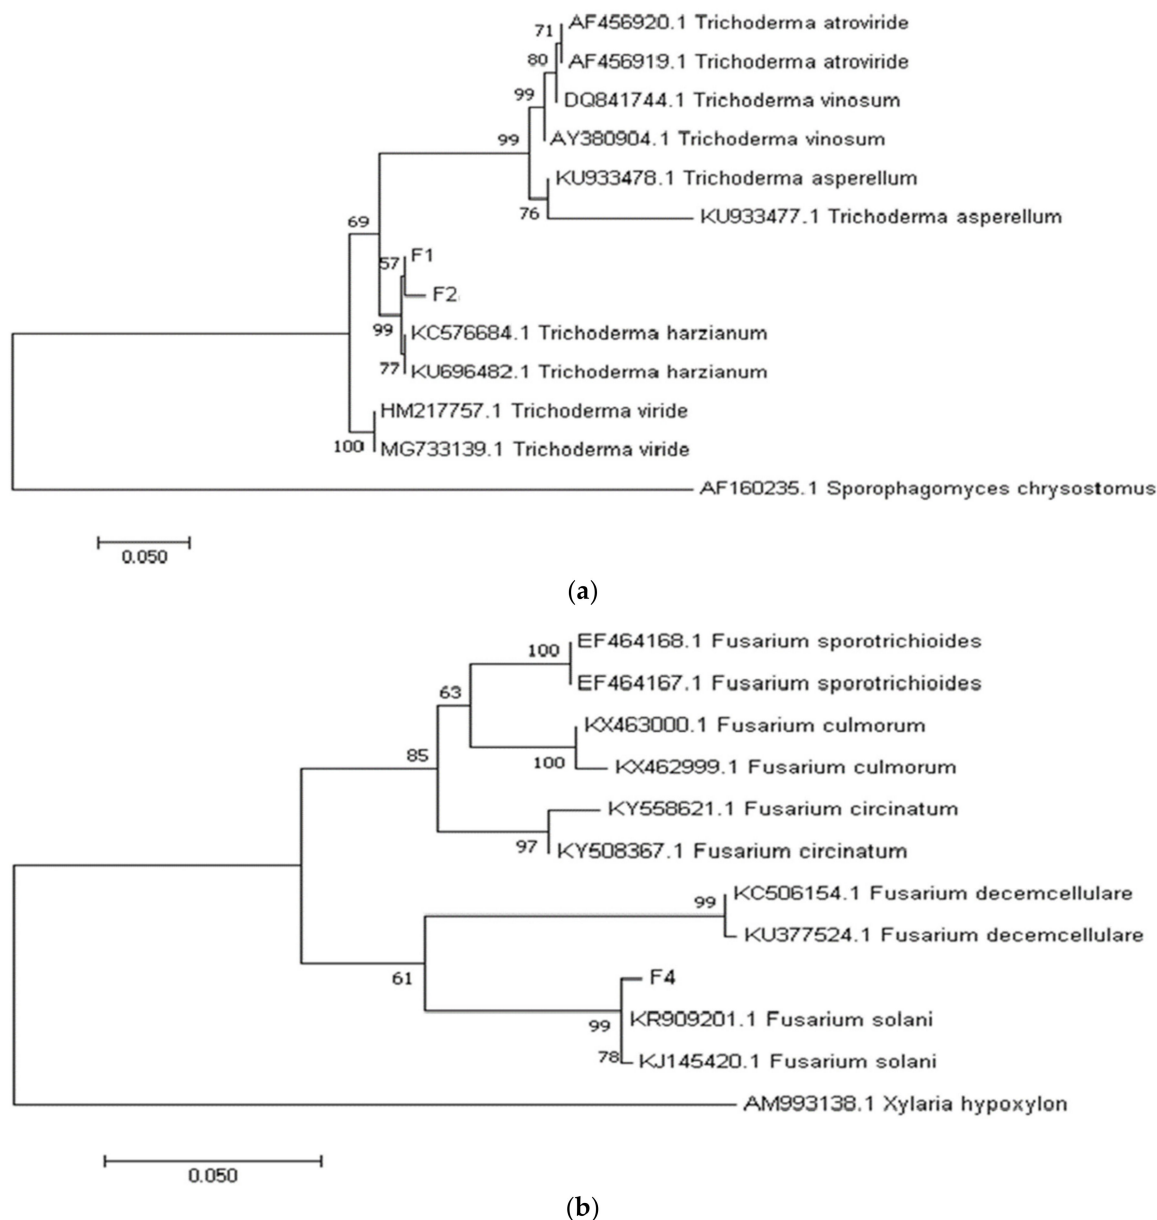 AF456920.1 Trichoderma atroviride
71
AF456919.1 Trichoderma atroviride
80
DQ841744.1 Trichoderma vinosum
99
AY380904.1 Trichoderma vinosum
99
KU933478.1 Trichoderma asperellum
76
KU933477.1 Trichoderma asperellum
69
F1
57
F2
99
KC576684.1 Trichoderma harzianum
77
KU696482.1 Trichoderma harzianum
HM217757.1 Trichoderma viride
100
MG733139.1 Trichoderma viride
AF160235.1 Sporophagomyces chrysostomus
0.050
(a)
EF464168.1 Fusarium sporotrichioides
100
EF464167.1 Fusarium sporotrichioides
63
KX463000.1 Fusarium culmorum
85
100
KX462999.1 Fusarium culmorum
KY558621.1 Fusarium circinatum
97
KY508367.1 Fusarium circinatum
KC506154.1 Fusarium decemcellulare
99
KU377524.1 Fusarium decemcellulare
61
F4
99
KR909201.1 Fusarium solani
78
KJ145420.1 Fusarium solani
AM993138.1 Xylaria hypoxylon
0.050
(b)